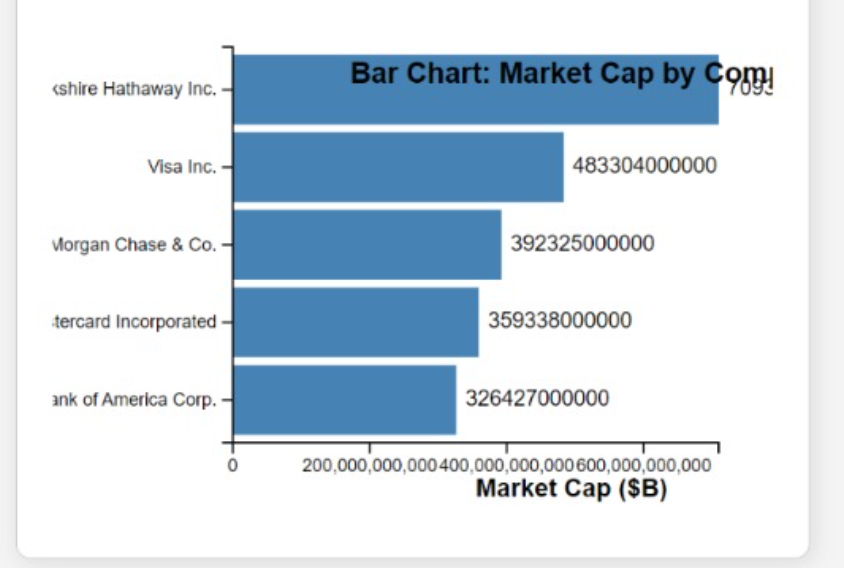 Bar Chart: Market Cap by Comp
kshire Hathaway Inc. 7093
Visa Inc. 483304000000
Morgan Chase & Co. 392325000000
tercard Incorporated 359338000000
ank of America Corp. 326427000000
0 200,000,000,000 400,000,000,000 600,000,000,000
Market Cap ($B)